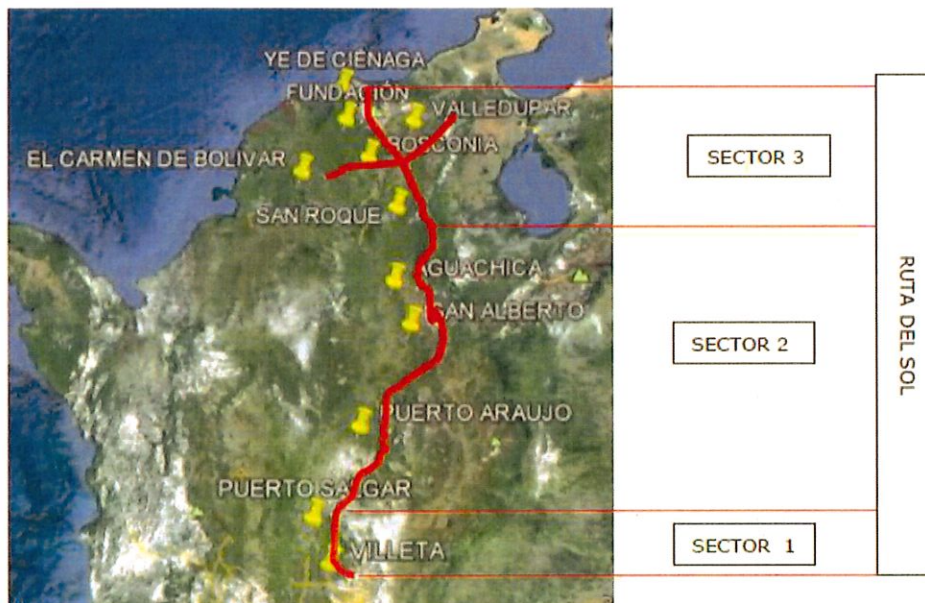 YE DE CIÉNAGA
FUNDACIÓN
VALLEDUPAR
BOSCONIA
EL CARMEN DE BOLIVAR
SAN ROQUE
AGUACHICA
SAN ALBERTO
PUERTO ARAUJO
PUERTO SALGAR
VILLETA
SECTOR 3
SECTOR 2
SECTOR 1
RUTA DEL SOL